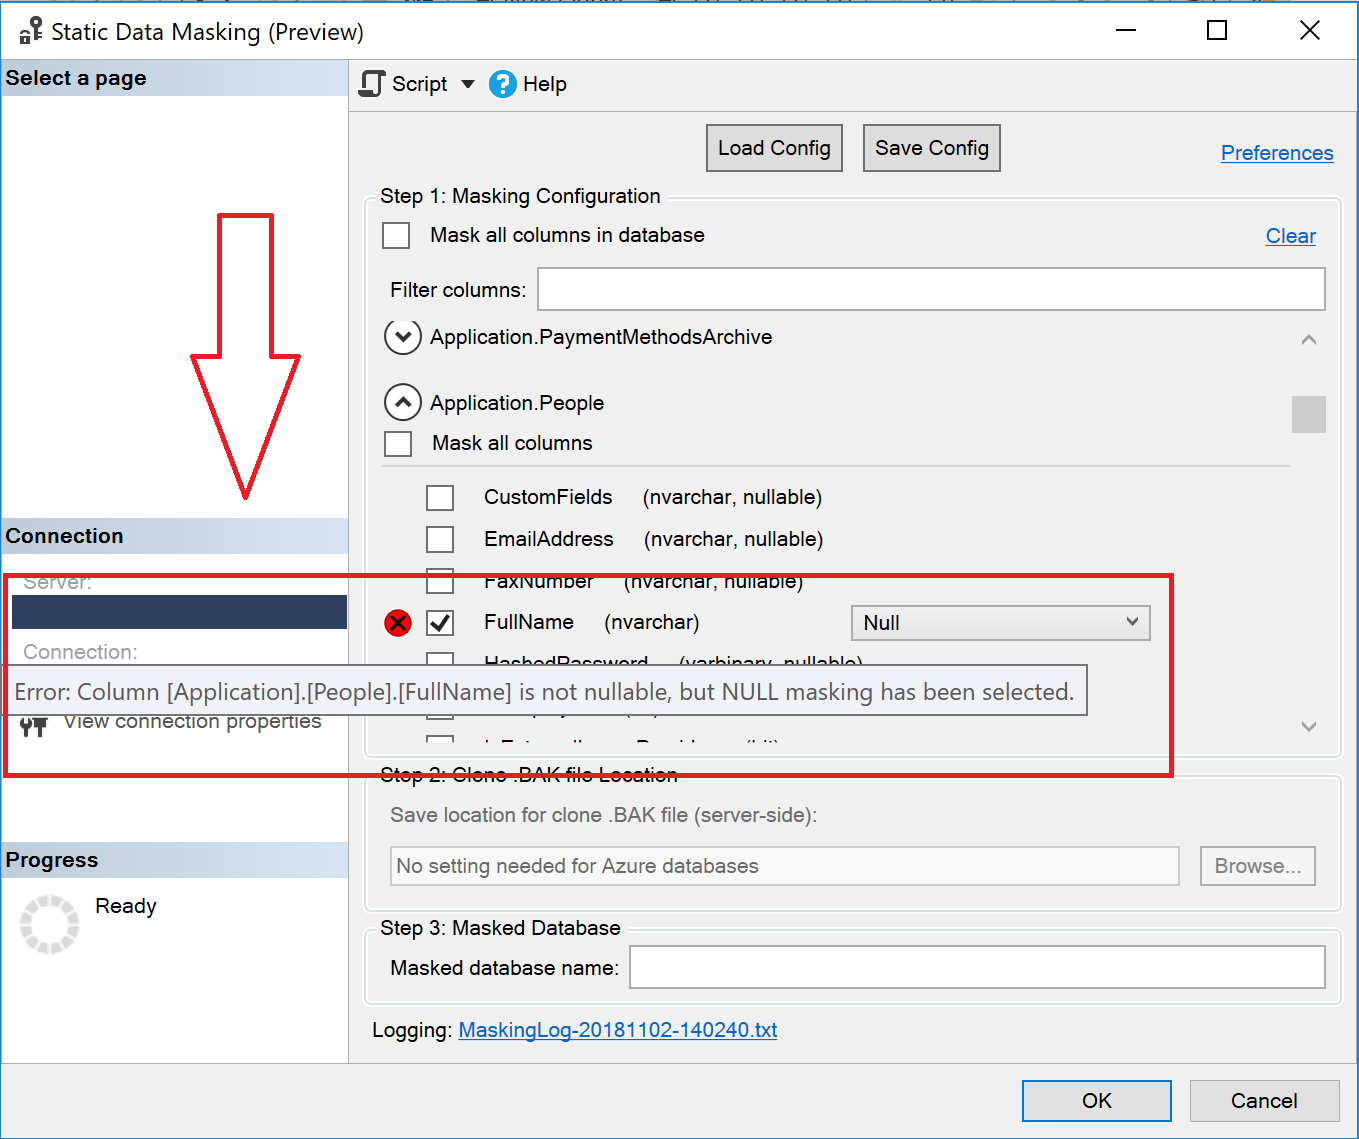 Static Data Masking (Preview)
Select a page
Script
Help
Load Config
Save Config
Preferences
Step 1: Masking Configuration
Mask all columns in database
Clear
Filter columns:
Application.PaymentMethodsArchive
Application.People
Mask all columns
CustomFields (nvarchar, nullable)
EmailAddress (nvarchar, nullable)
FaxNumber (nvarchar, nullable)
FullName (nvarchar)
Null
HashedPassword (varbinary, nullable)
Connection
Server:
Connection:
Error: Column [Application].[People].[FullName] is not nullable, but NULL masking has been selected.
View connection properties
Step 2: Clone .BAK file Location
Save location for clone .BAK file (server-side):
No setting needed for Azure databases
Browse...
Progress
Ready
Step 3: Masked Database
Masked database name:
Logging: MaskingLog-20181102-140240.txt
OK
Cancel